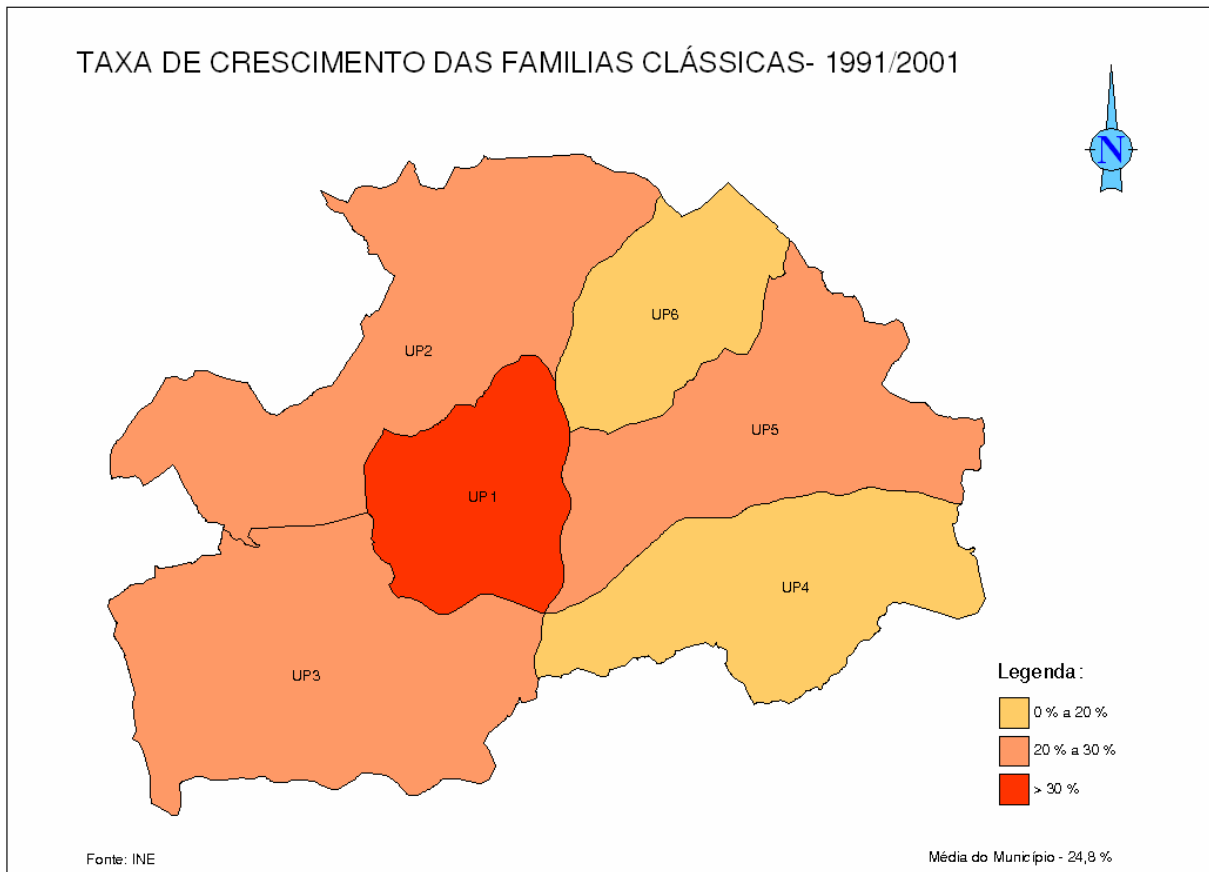 TAXA DE CRESCIMENTO DAS FAMILIAS CLÁSSICAS- 1991/2001
N
UP6
UP2
UP5
UP1
UP4
UP3
Legenda:
0 % a 20 %
20 % a 30 %
> 30 %
Fonte: INE
Média do Município - 24,8 %